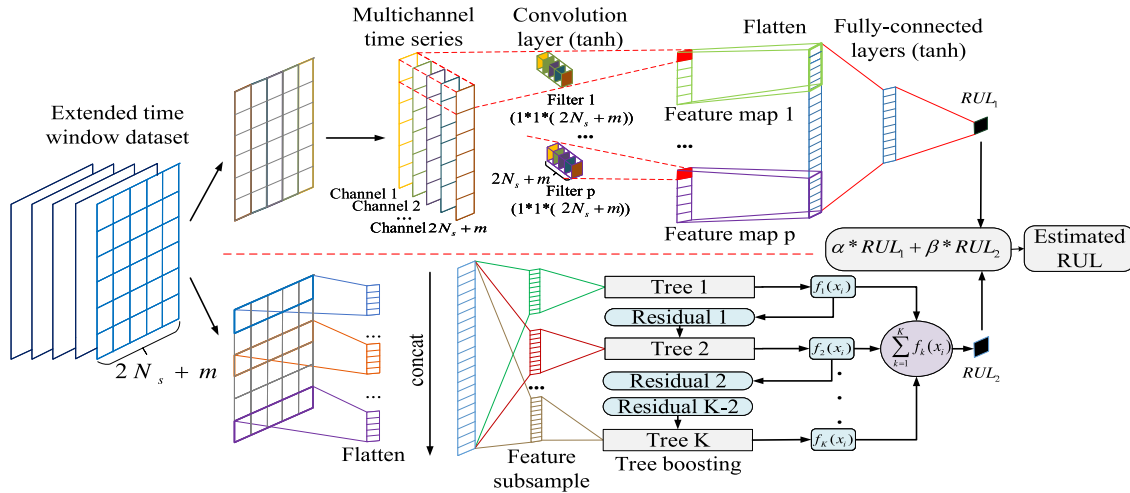 Extended time
window dataset
2 N_s + m
Multichannel
time series
Channel 1
Channel 2
...
Channel 2N_s + m
Convolution
layer (tanh)
Filter 1
(1*1*( 2N_s + m))
...
2N_s + m
Filter p
(1*1*( 2N_s + m))
Feature map 1
...
Feature map p
Flatten
Fully-connected
layers (tanh)
RUL_1
α * RUL_1 + β * RUL_2
Estimated
RUL
...
...
Flatten
concat
...
Feature
subsample
Tree 1
Residual 1
Tree 2
Residual 2
Residual K-2
Tree K
Tree boosting
f_1(x_i)
f_2(x_i)
f_K(x_i)
∑_{k=1}^{K} f_k(x_i)
RUL_2